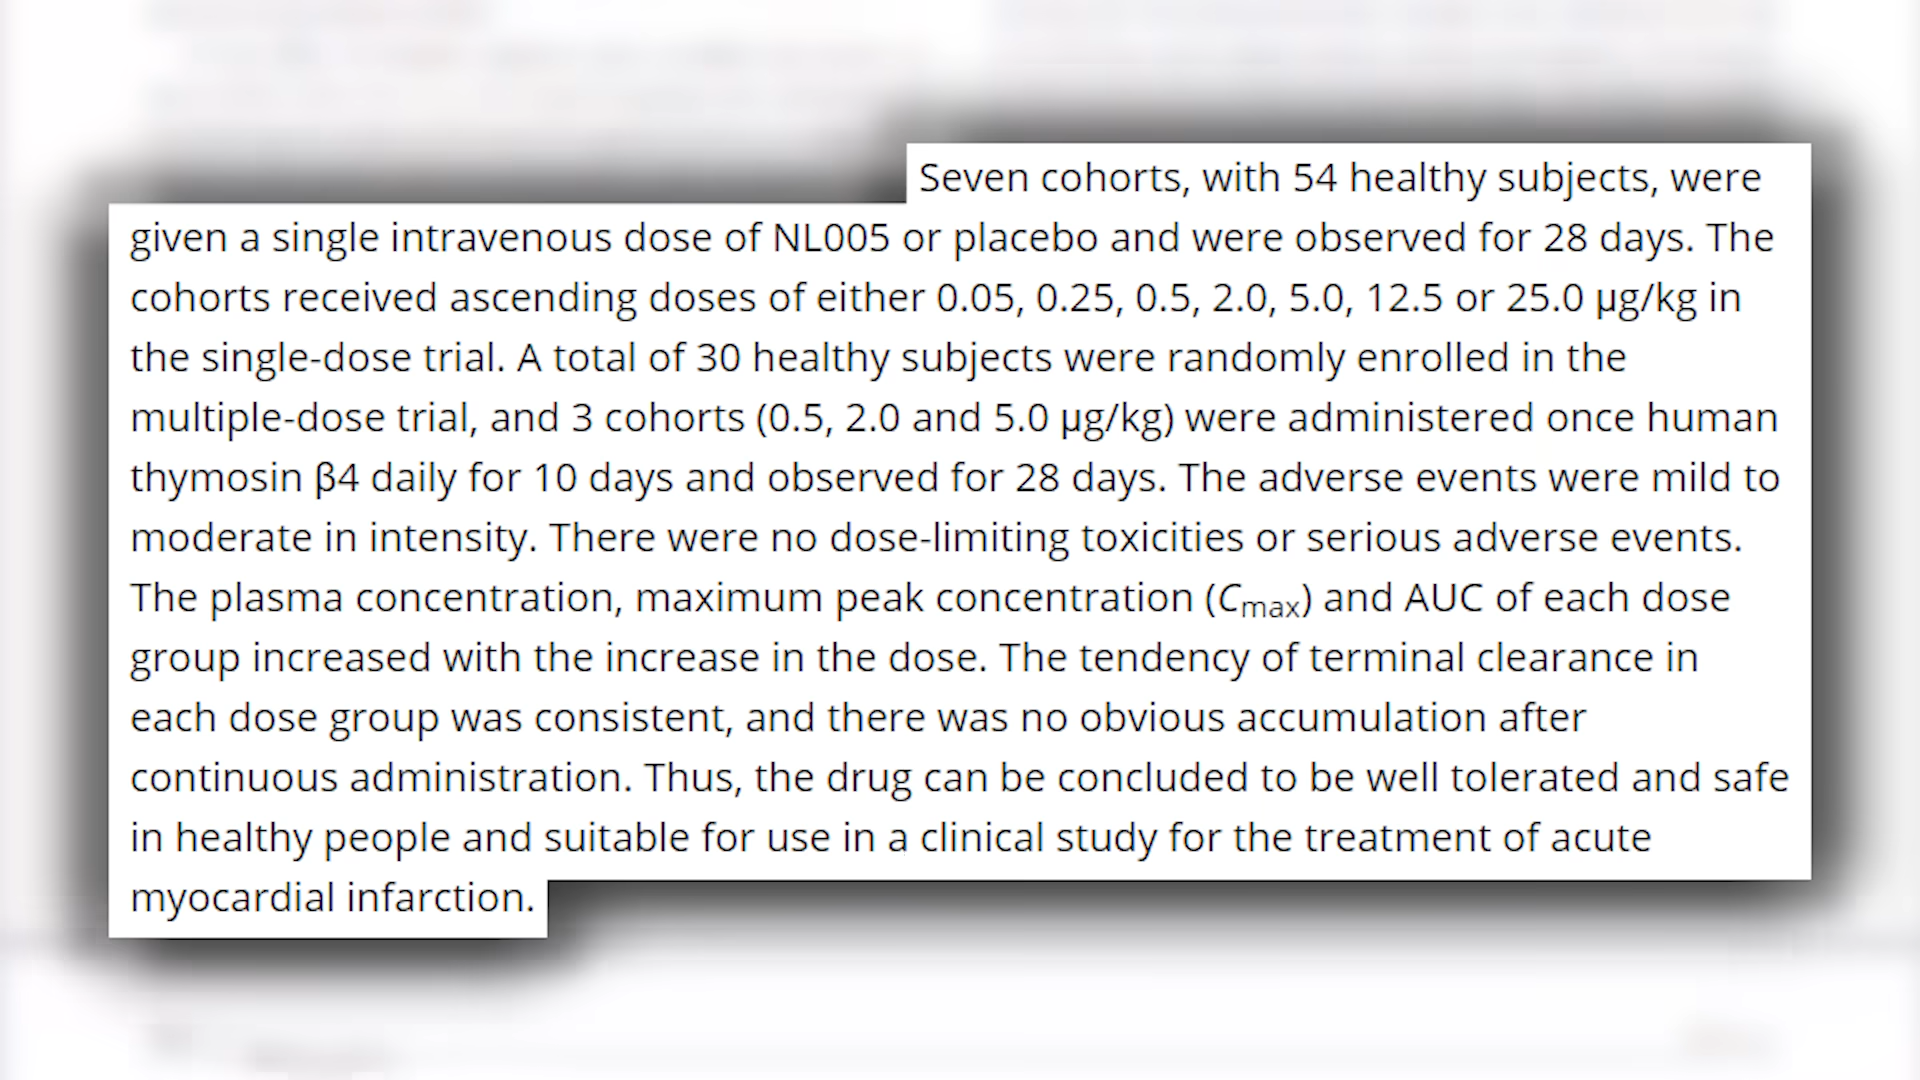 Seven cohorts, with 54 healthy subjects, were
given a single intravenous dose of NL005 or placebo and were observed for 28 days. The
cohorts received ascending doses of either 0.05, 0.25, 0.5, 2.0, 5.0, 12.5 or 25.0 μg/kg in
the single-dose trial. A total of 30 healthy subjects were randomly enrolled in the
multiple-dose trial, and 3 cohorts (0.5, 2.0 and 5.0 μg/kg) were administered once human
thymosin β4 daily for 10 days and observed for 28 days. The adverse events were mild to
moderate in intensity. There were no dose-limiting toxicities or serious adverse events.
The plasma concentration, maximum peak concentration (Cmax) and AUC of each dose
group increased with the increase in the dose. The tendency of terminal clearance in
each dose group was consistent, and there was no obvious accumulation after
continuous administration. Thus, the drug can be concluded to be well tolerated and safe
in healthy people and suitable for use in a clinical study for the treatment of acute
myocardial infarction.